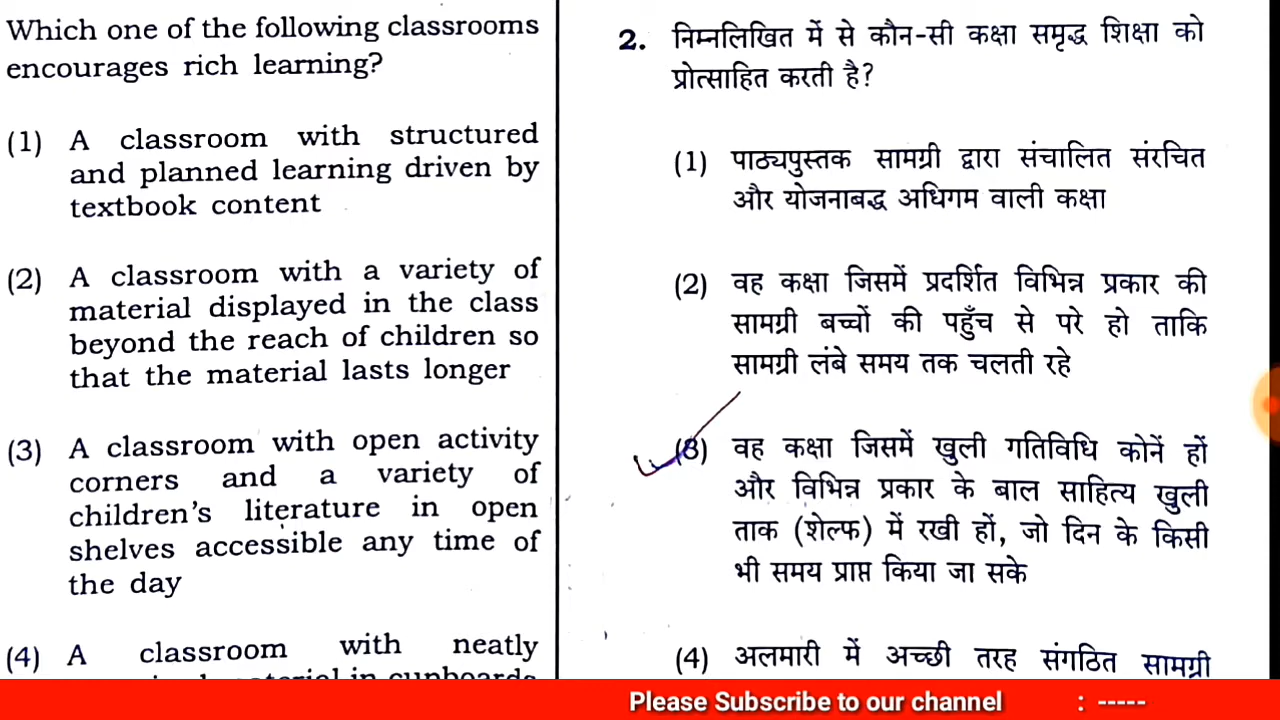 Which one of the following classrooms
encourages rich learning?
(1) A classroom with structured
and planned learning driven by
textbook content
(2) A classroom with a variety of
material displayed in the class
beyond the reach of children so
that the material lasts longer
(3) A classroom with open activity
corners and a variety of
children's literature in open
shelves accessible any time of
the day
(4) A classroom with neatly
material in cupboards
2. निम्नलिखित में से कौन-सी कक्षा समृद्ध शिक्षा को
प्रोत्साहित करती है?
(1) पाठ्यपुस्तक सामग्री द्वारा संचालित संरचित
और योजनाबद्ध अधिगम वाली कक्षा
(2) वह कक्षा जिसमें प्रदर्शित विभिन्न प्रकार की
सामग्री बच्चों की पहुँच से परे हो ताकि
सामग्री लंबे समय तक चलती रहे
(3) वह कक्षा जिसमें खुली गतिविधि कोनें हों
और विभिन्न प्रकार के बाल साहित्य खुली
ताक (शेल्फ) में रखी हों, जो दिन के किसी
भी समय प्राप्त किया जा सके
(4) अलमारी में अच्छी तरह संगठित सामग्री
Please Subscribe to our channel : -----